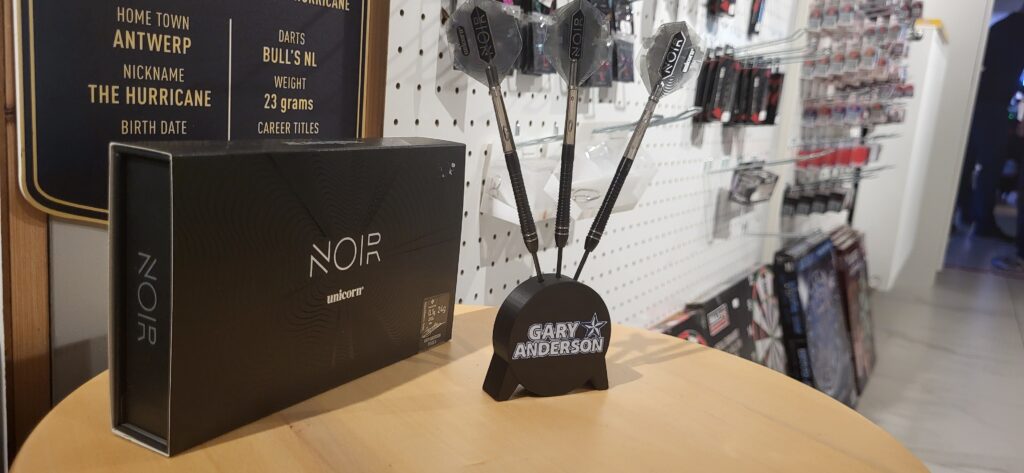 HURRICANE
HOME TOWN
ANTWERP
NICKNAME
THE HURRICANE
BIRTH DATE
DARTS
BULL'S NL
WEIGHT
23 grams
CAREER TITLES
NOIR
NOIR
unicorn
24g
NOIR
NOIR
NOIR
GARY
ANDERSON